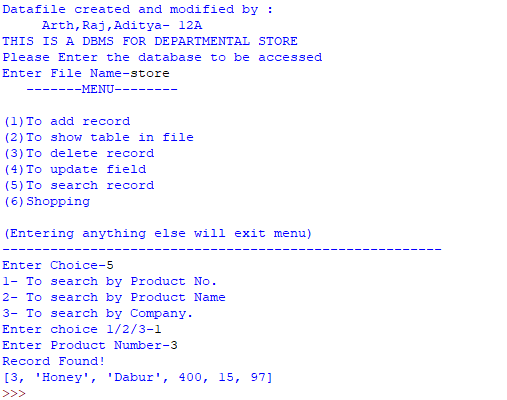 Datafile created and modified by :
     Arth,Raj,Aditya- 12A
THIS IS A DBMS FOR DEPARTMENTAL STORE
Please Enter the database to be accessed
Enter File Name-store
   -------MENU--------
(1)To add record
(2)To show table in file
(3)To delete record
(4)To update field
(5)To search record
(6)Shopping
(Entering anything else will exit menu)
-------------------------------------------------------
Enter Choice-5
1- To search by Product No.
2- To search by Product Name
3- To search by Company.
Enter choice 1/2/3-1
Enter Product Number-3
Record Found!
[3, 'Honey', 'Dabur', 400, 15, 97]
>>>